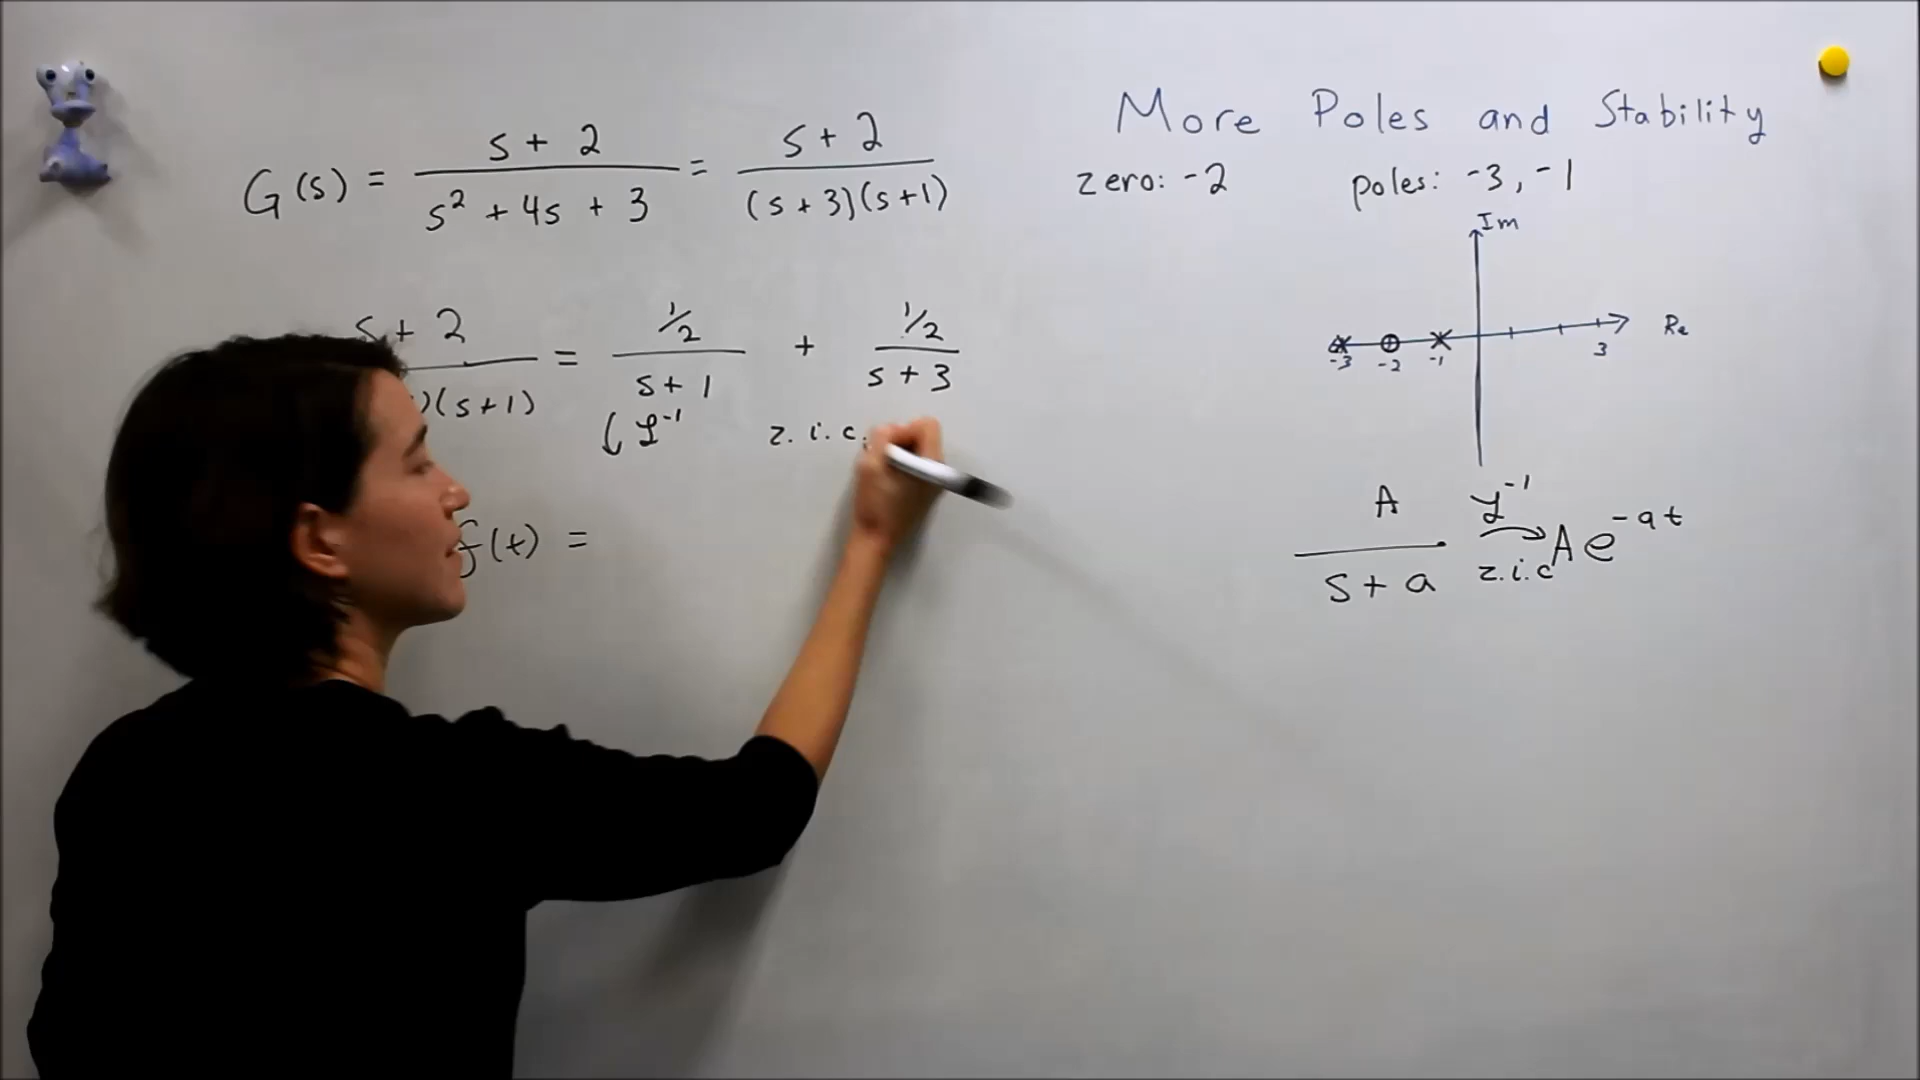 More Poles and Stability
G(s) = s + 2 / s² + 4s + 3 = s + 2 / (s + 3)(s + 1)
zero: -2 poles: -3, -1
Im
Re
-3 -2 -1 3
s + 2 / )(s + 1) = 1/2 / s + 1 + 1/2 / s + 3
ℒ⁻¹ z. i. c.
f(t) =
A / s + a ℒ⁻¹ z.i.c Ae^-at